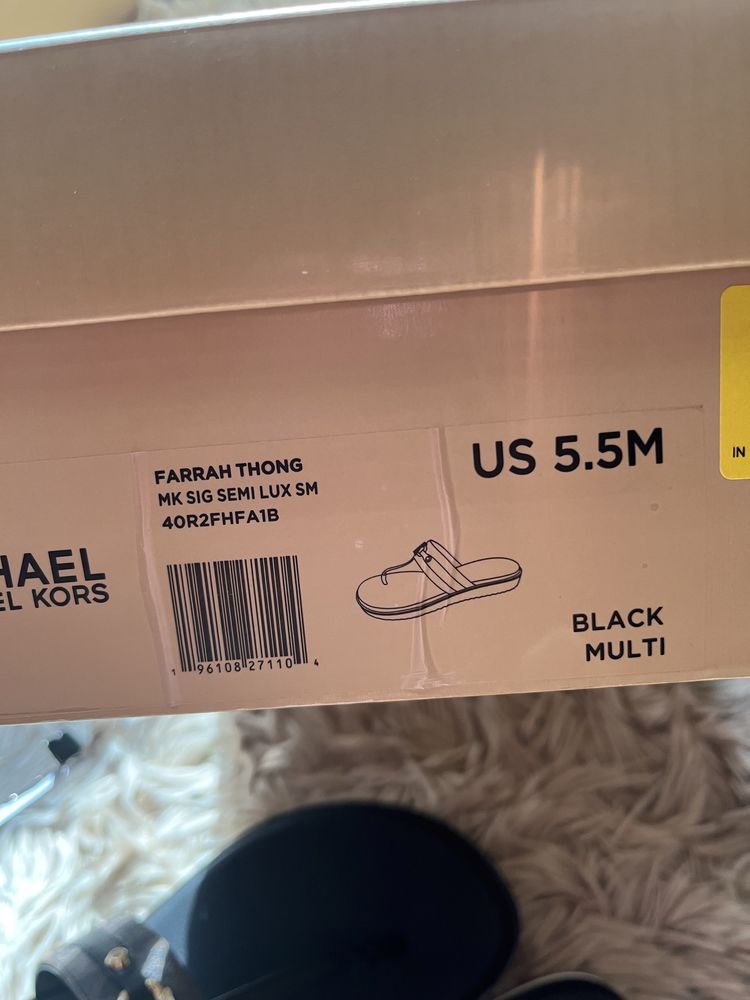 FARRAH THONG
MK SIG SEMI LUX SM
40R2FHFA1B
US 5.5M
IN
HAEL
EL KORS
1 96108 27110 4
BLACK
MULTI